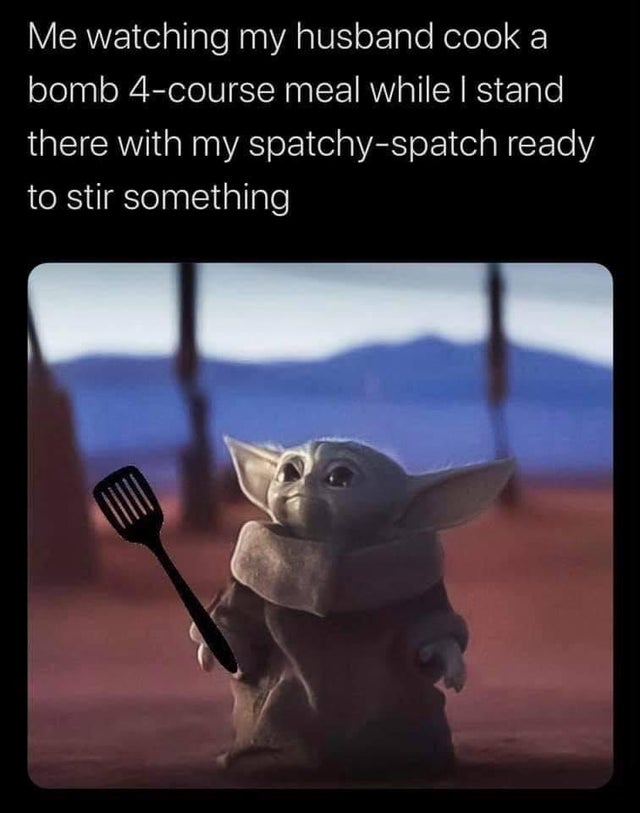 Me watching my husband cook a
bomb 4-course meal while I stand
there with my spatchy-spatch ready
to stir something